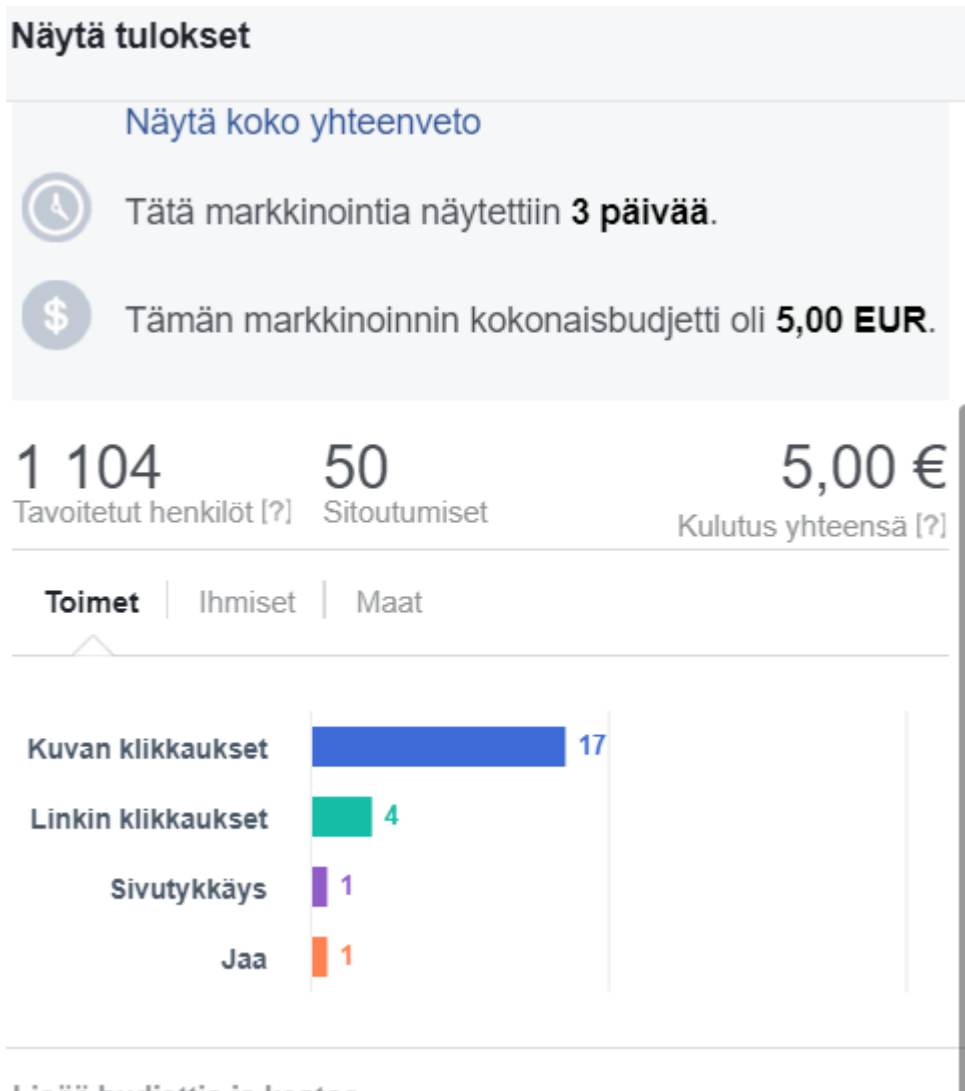 Näytä tulokset
Näytä koko yhteenveto
Tätä markkinointia näytettiin 3 päivää.
$
Tämän markkinoinnin kokonaisbudjetti oli 5,00 EUR.
1 104 50 5,00 €
Tavoitetut henkilöt [?] Sitoutumiset Kulutus yhteensä [?]
Toimet Ihmiset Maat
Kuvan klikkaukset 17
Linkin klikkaukset 4
Sivutykkäys 1
Jaa 1